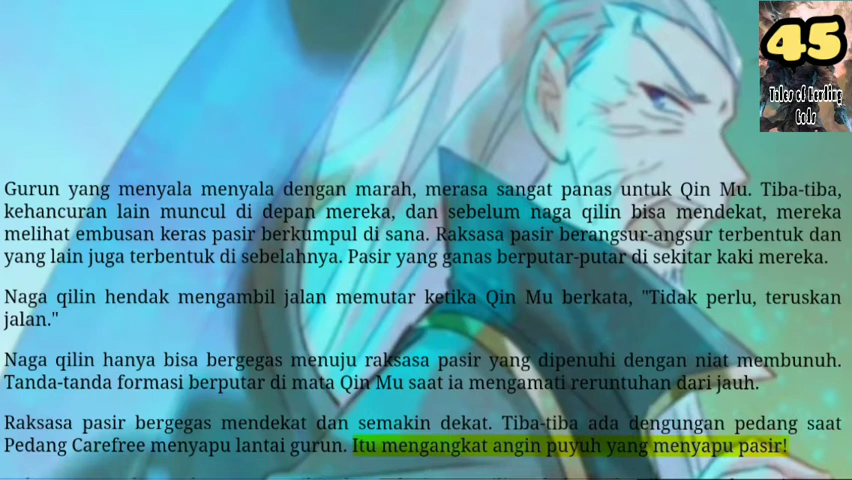 45
Tales of Herding
Gods
Gurun yang menyala menyala dengan marah, merasa sangat panas untuk Qin Mu. Tiba-tiba,
kehancuran lain muncul di depan mereka, dan sebelum naga qilin bisa mendekat, mereka
melihat embusan keras pasir berkumpul di sana. Raksasa pasir berangsur-angsur terbentuk dan
yang lain juga terbentuk di sebelahnya. Pasir yang ganas berputar-putar di sekitar kaki mereka.
Naga qilin hendak mengambil jalan memutar ketika Qin Mu berkata, "Tidak perlu, teruskan
jalan."
Naga qilin hanya bisa bergegas menuju raksasa pasir yang dipenuhi dengan niat membunuh.
Tanda-tanda formasi berputar di mata Qin Mu saat ia mengamati reruntuhan dari jauh.
Raksasa pasir bergegas mendekat dan semakin dekat. Tiba-tiba ada dengungan pedang saat
Pedang Carefree menyapu lantai gurun. Itu mengangkat angin puyuh yang menyapu pasir!